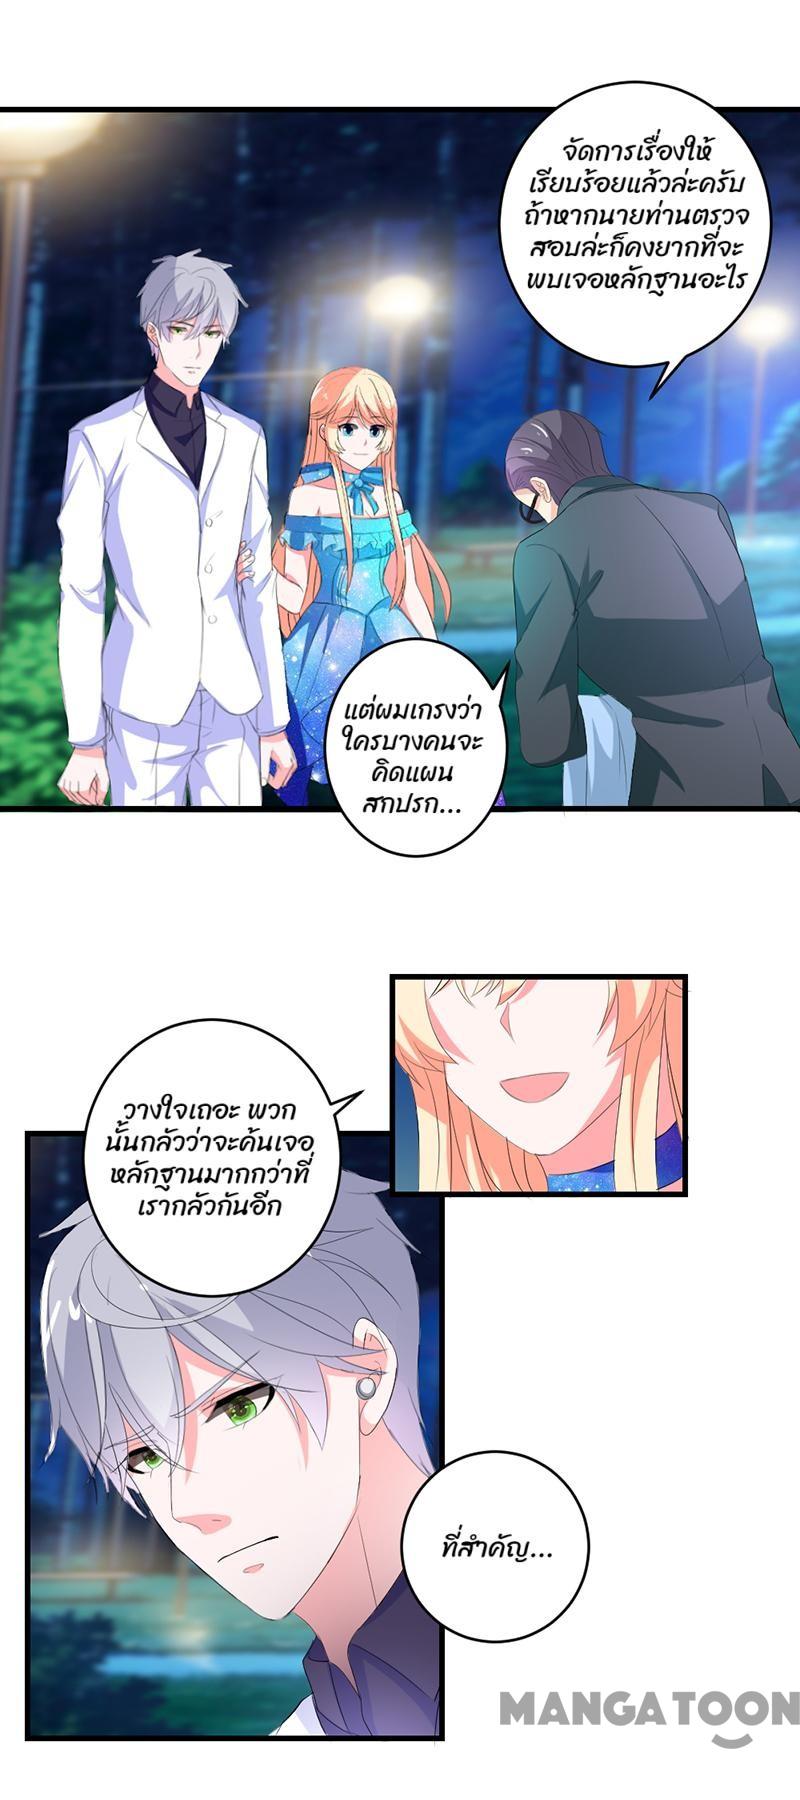 จัดการเรื่องให้
เรียบร้อยแล้วล่ะครับ
ถ้าหากนายท่านตรวจ
สอบล่ะก็คงยากที่จะ
พบเจอหลักฐานอะไร
แต่ผมเกรงว่า
ใครบางคนจะ
คิดแผน
สกปรก...
วางใจเถอะ พวก
นั้นกลัวว่าจะค้นเจอ
หลักฐานมากกว่าที่
เรากลัวกันอีก
ที่สำคัญ...
MANGATOON